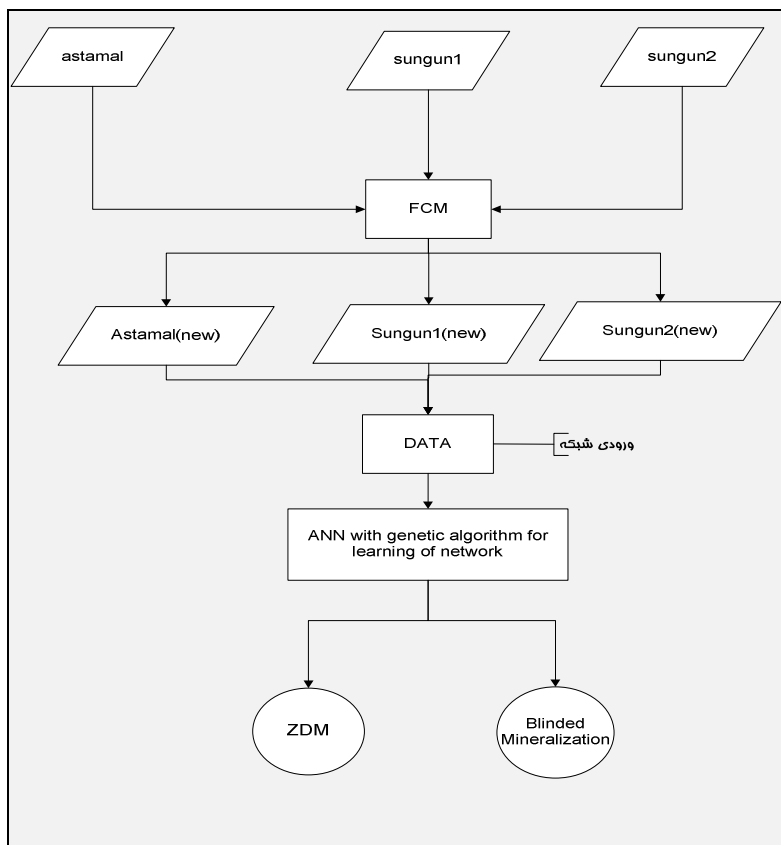 astamal
sungun1
sungun2
FCM
Astamal(new)
Sungun1(new)
Sungun2(new)
DATA
ورودی شبکه
ANN with genetic algorithm for
learning of network
ZDM
Blinded
Mineralization